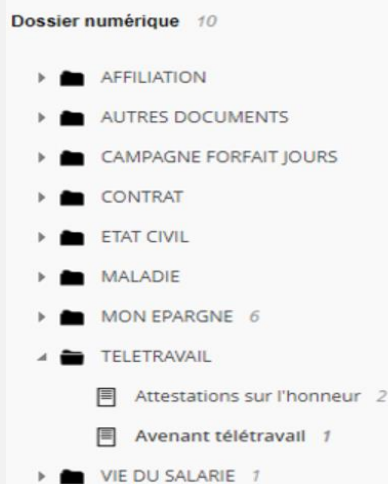 Dossier numérique 10
AFFILIATION
AUTRES DOCUMENTS
CAMPAGNE FORFAIT JOURS
CONTRAT
ETAT CIVIL
MALADIE
MON EPARGNE 6
TELETRAVAIL
Attestations sur l'honneur 2
Avenant télétravail 1
VIE DU SALARIE 1